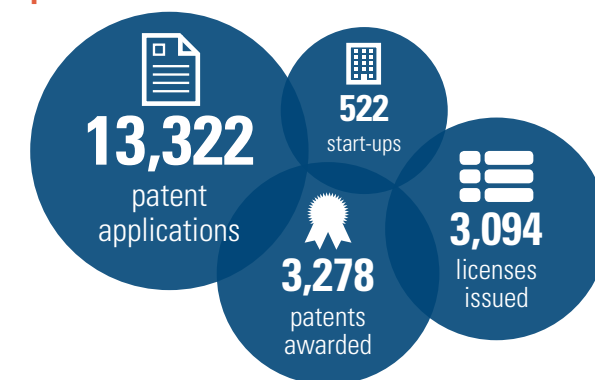 13,322
patent
applications
522
start-ups
3,278
patents
awarded
3,094
licenses
issued